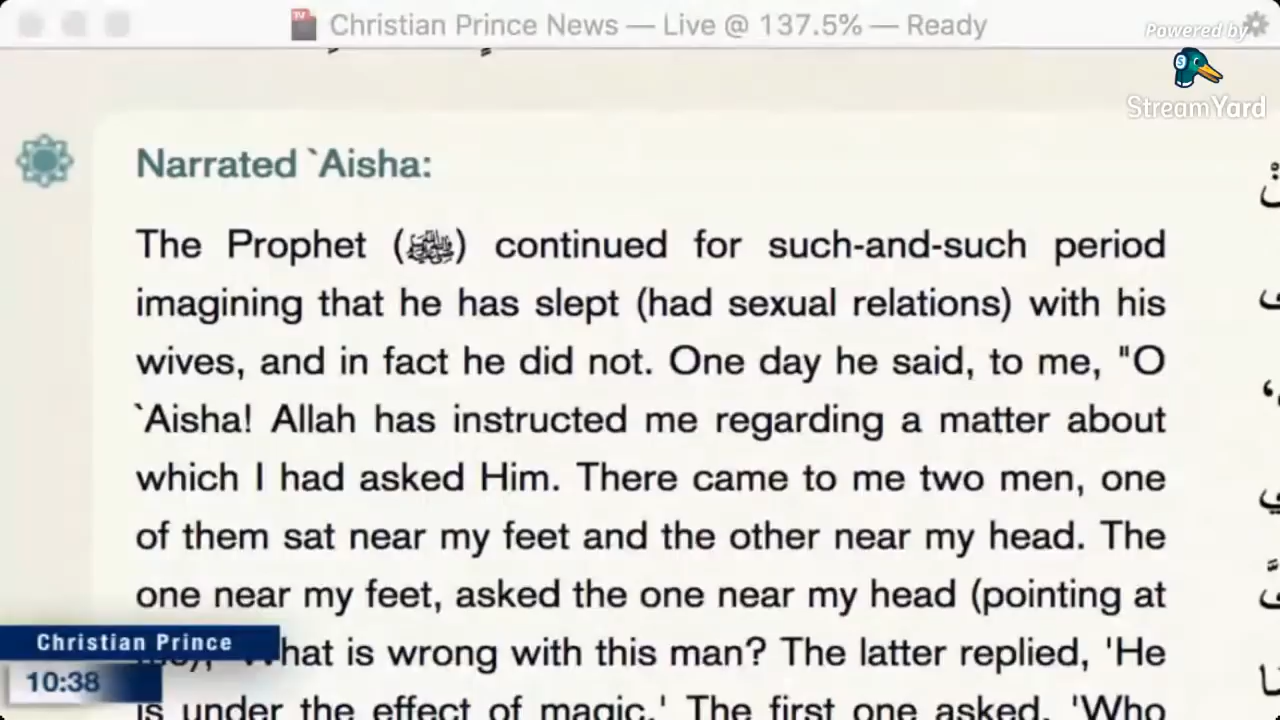 Christian Prince News — Live @ 137.5% — Ready
Powered by
StreamYard
Narrated `Aisha:
The Prophet (ﷺ) continued for such-and-such period
imagining that he has slept (had sexual relations) with his
wives, and in fact he did not. One day he said, to me, "O
`Aisha! Allah has instructed me regarding a matter about
which I had asked Him. There came to me two men, one
of them sat near my feet and the other near my head. The
one near my feet, asked the one near my head (pointing at
is wrong with this man? The latter replied, 'He
is under the effect of magic.' The first one asked, 'Who
Christian Prince
10:38